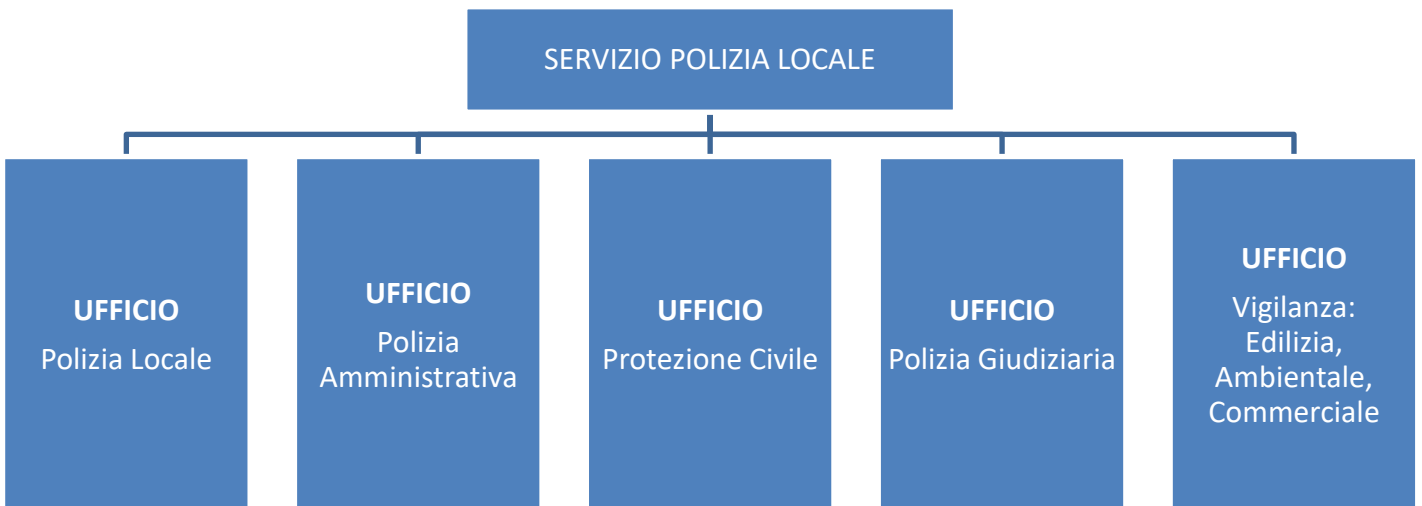 SERVIZIO POLIZIA LOCALE
UFFICIO
Polizia Locale
UFFICIO
Polizia
Amministrativa
UFFICIO
Protezione Civile
UFFICIO
Polizia Giudiziaria
UFFICIO
Vigilanza:
Edilizia,
Ambientale,
Commerciale